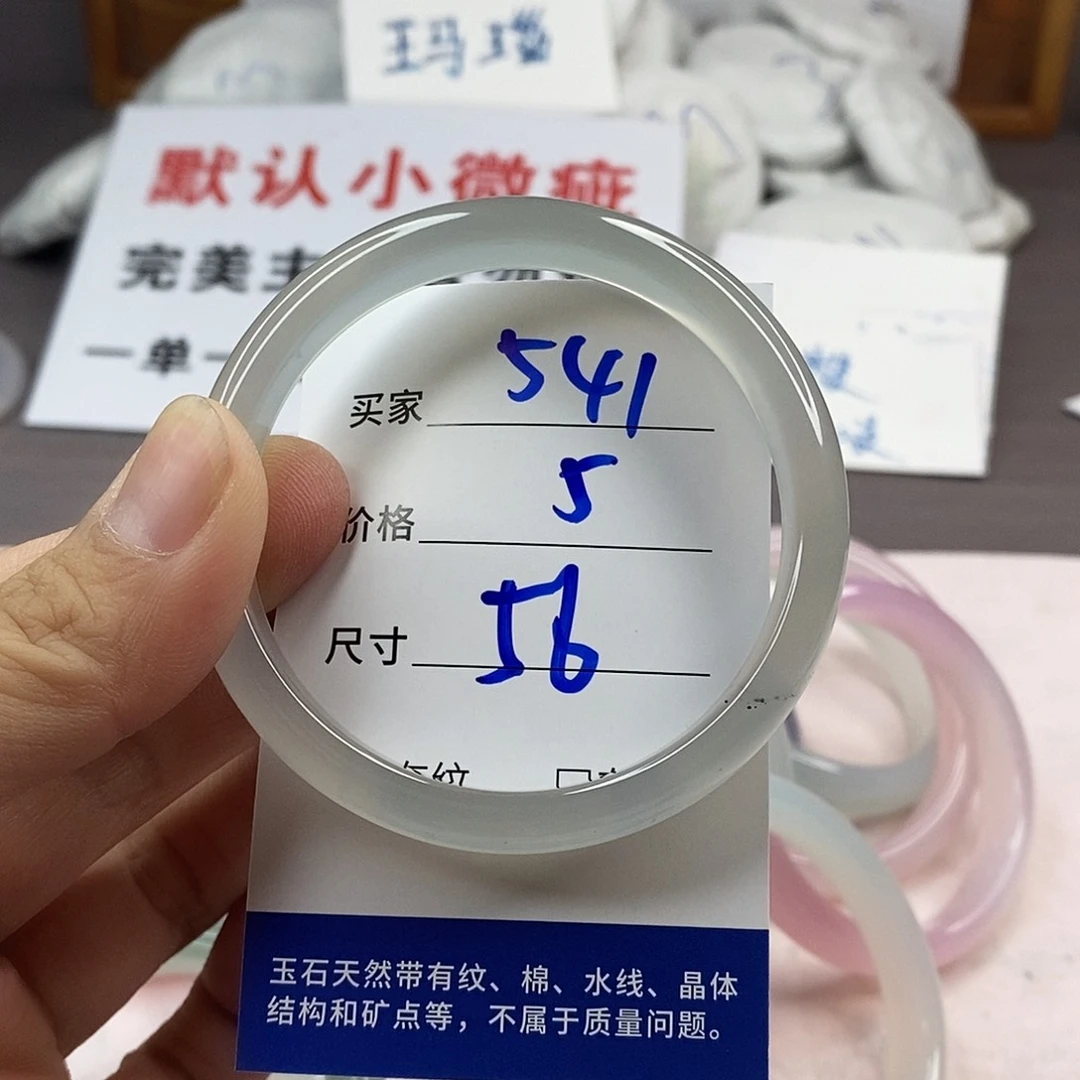 玛瑙
默认小微疵
完美主
一单一
买家 541
价格 5
尺寸 56
纹
玉石天然带有纹、棉、水线、晶体
结构和矿点等，不属于质量问题。